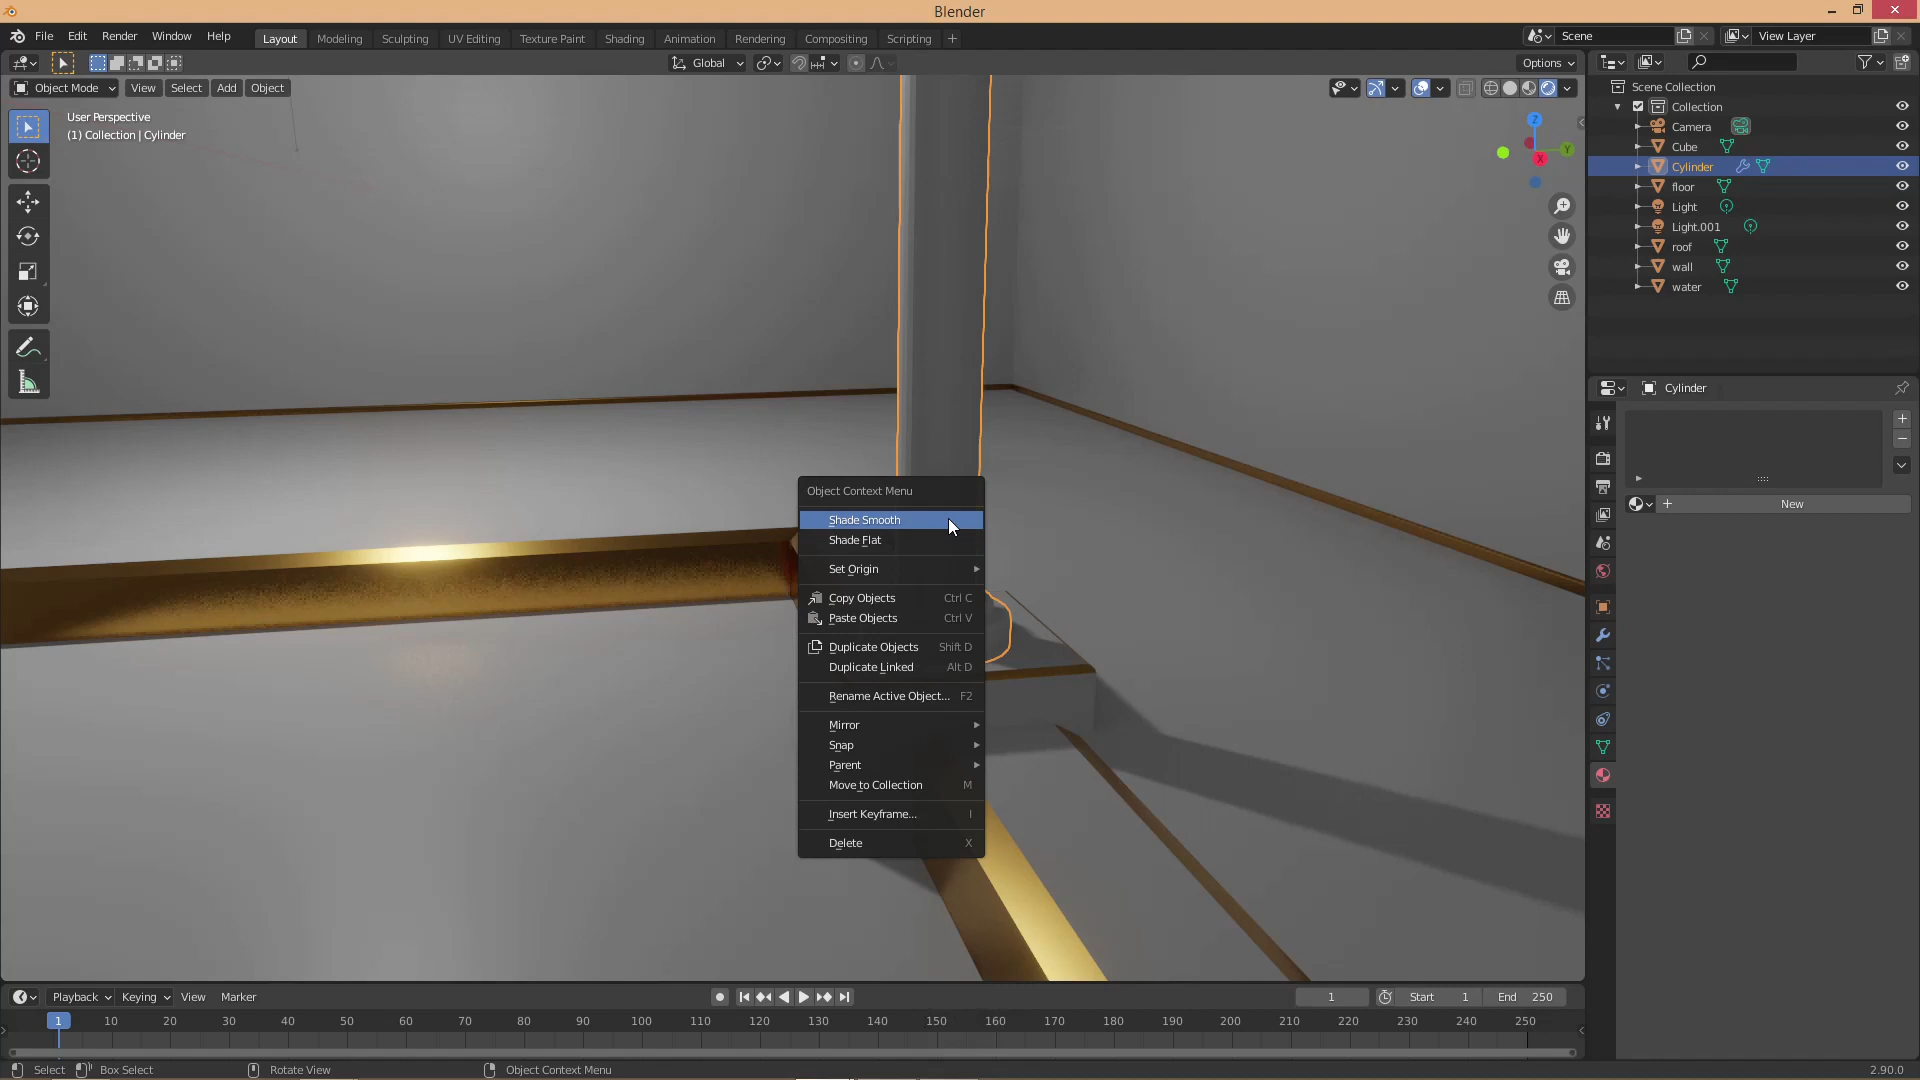 Blender
File Edit Render Window Help
Layout Modeling Sculpting UV Editing Texture Paint Shading Animation Rendering Compositing Scripting +
Scene
View Layer
Global
Options
Object Mode View Select Add Object
User Perspective
(1) Collection | Cylinder
Z
Y
X
Scene Collection
Collection
Camera
Cube
Cylinder
floor
Light
Light.001
roof
wall
water
Cylinder
New
Object Context Menu
Shade Smooth
Shade Flat
Set Origin
Copy Objects Ctrl C
Paste Objects Ctrl V
Duplicate Objects Shift D
Duplicate Linked Alt D
Rename Active Object... F2
Mirror
Snap
Parent
Move to Collection M
Insert Keyframe... I
Delete X
Playback Keying View Marker
1
Start 1
End 250
1 10 20 30 40 50 60 70 80 90 100 110 120 130 140 150 160 170 180 190 200 210 220 230 240 250
Select Box Select Rotate View Object Context Menu
2.90.0